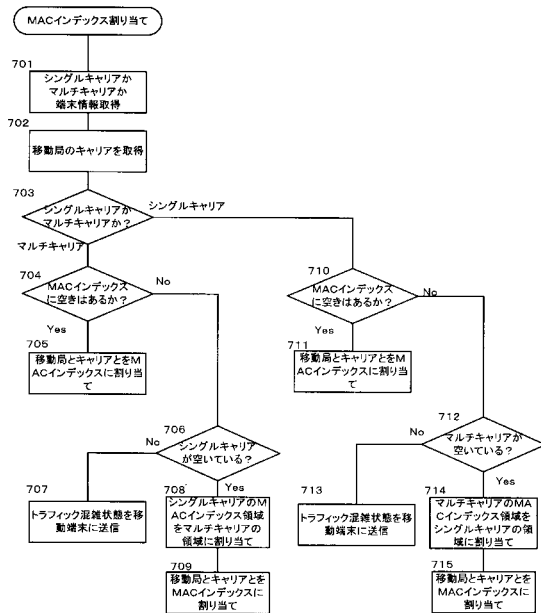 MACインデックス割り当て
701
シングルキャリアか
マルチキャリアか
端末情報取得
702
移動局のキャリアを取得
703
シングルキャリアか
マルチキャリアか？
シングルキャリア
マルチキャリア
704
MACインデックス
に空きはあるか？
No
Yes
705
移動局とキャリアとをM
ACインデックスに割り当
て
710
MACインデックス
に空きはあるか？
No
Yes
711
移動局とキャリアとをM
ACインデックスに割り当
て
706
シングルキャリア
が空いている？
No
Yes
707
トラフィック混雑状態を移
動端末に送信
708
シングルキャリアのM
ACインデックス領域
をマルチキャリアの
領域に割り当て
709
移動局とキャリアとを
MACインデックスに
割り当て
712
マルチキャリアが
空いている？
No
Yes
713
トラフィック混雑状態を移
動端末に送信
714
マルチキャリアのMA
Cインデックス領域を
シングルキャリアの領
域に割り当て
715
移動局とキャリアとを
MACインデックスに
割り当て